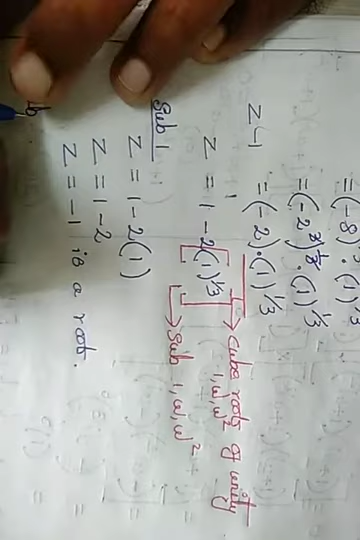 = (-8)^⅓ . (1)^⅓
= (-2^3)^⅓ . (1)^⅓
z-1 = (-2) . (1)^⅓
z = 1 - 2(1)^⅓
→ cube roots of unity
1, ω, ω²
→ Sub 1, ω, ω²
Sub 1
z = 1 - 2(1)
z = 1 - 2
z = -1 is a root.